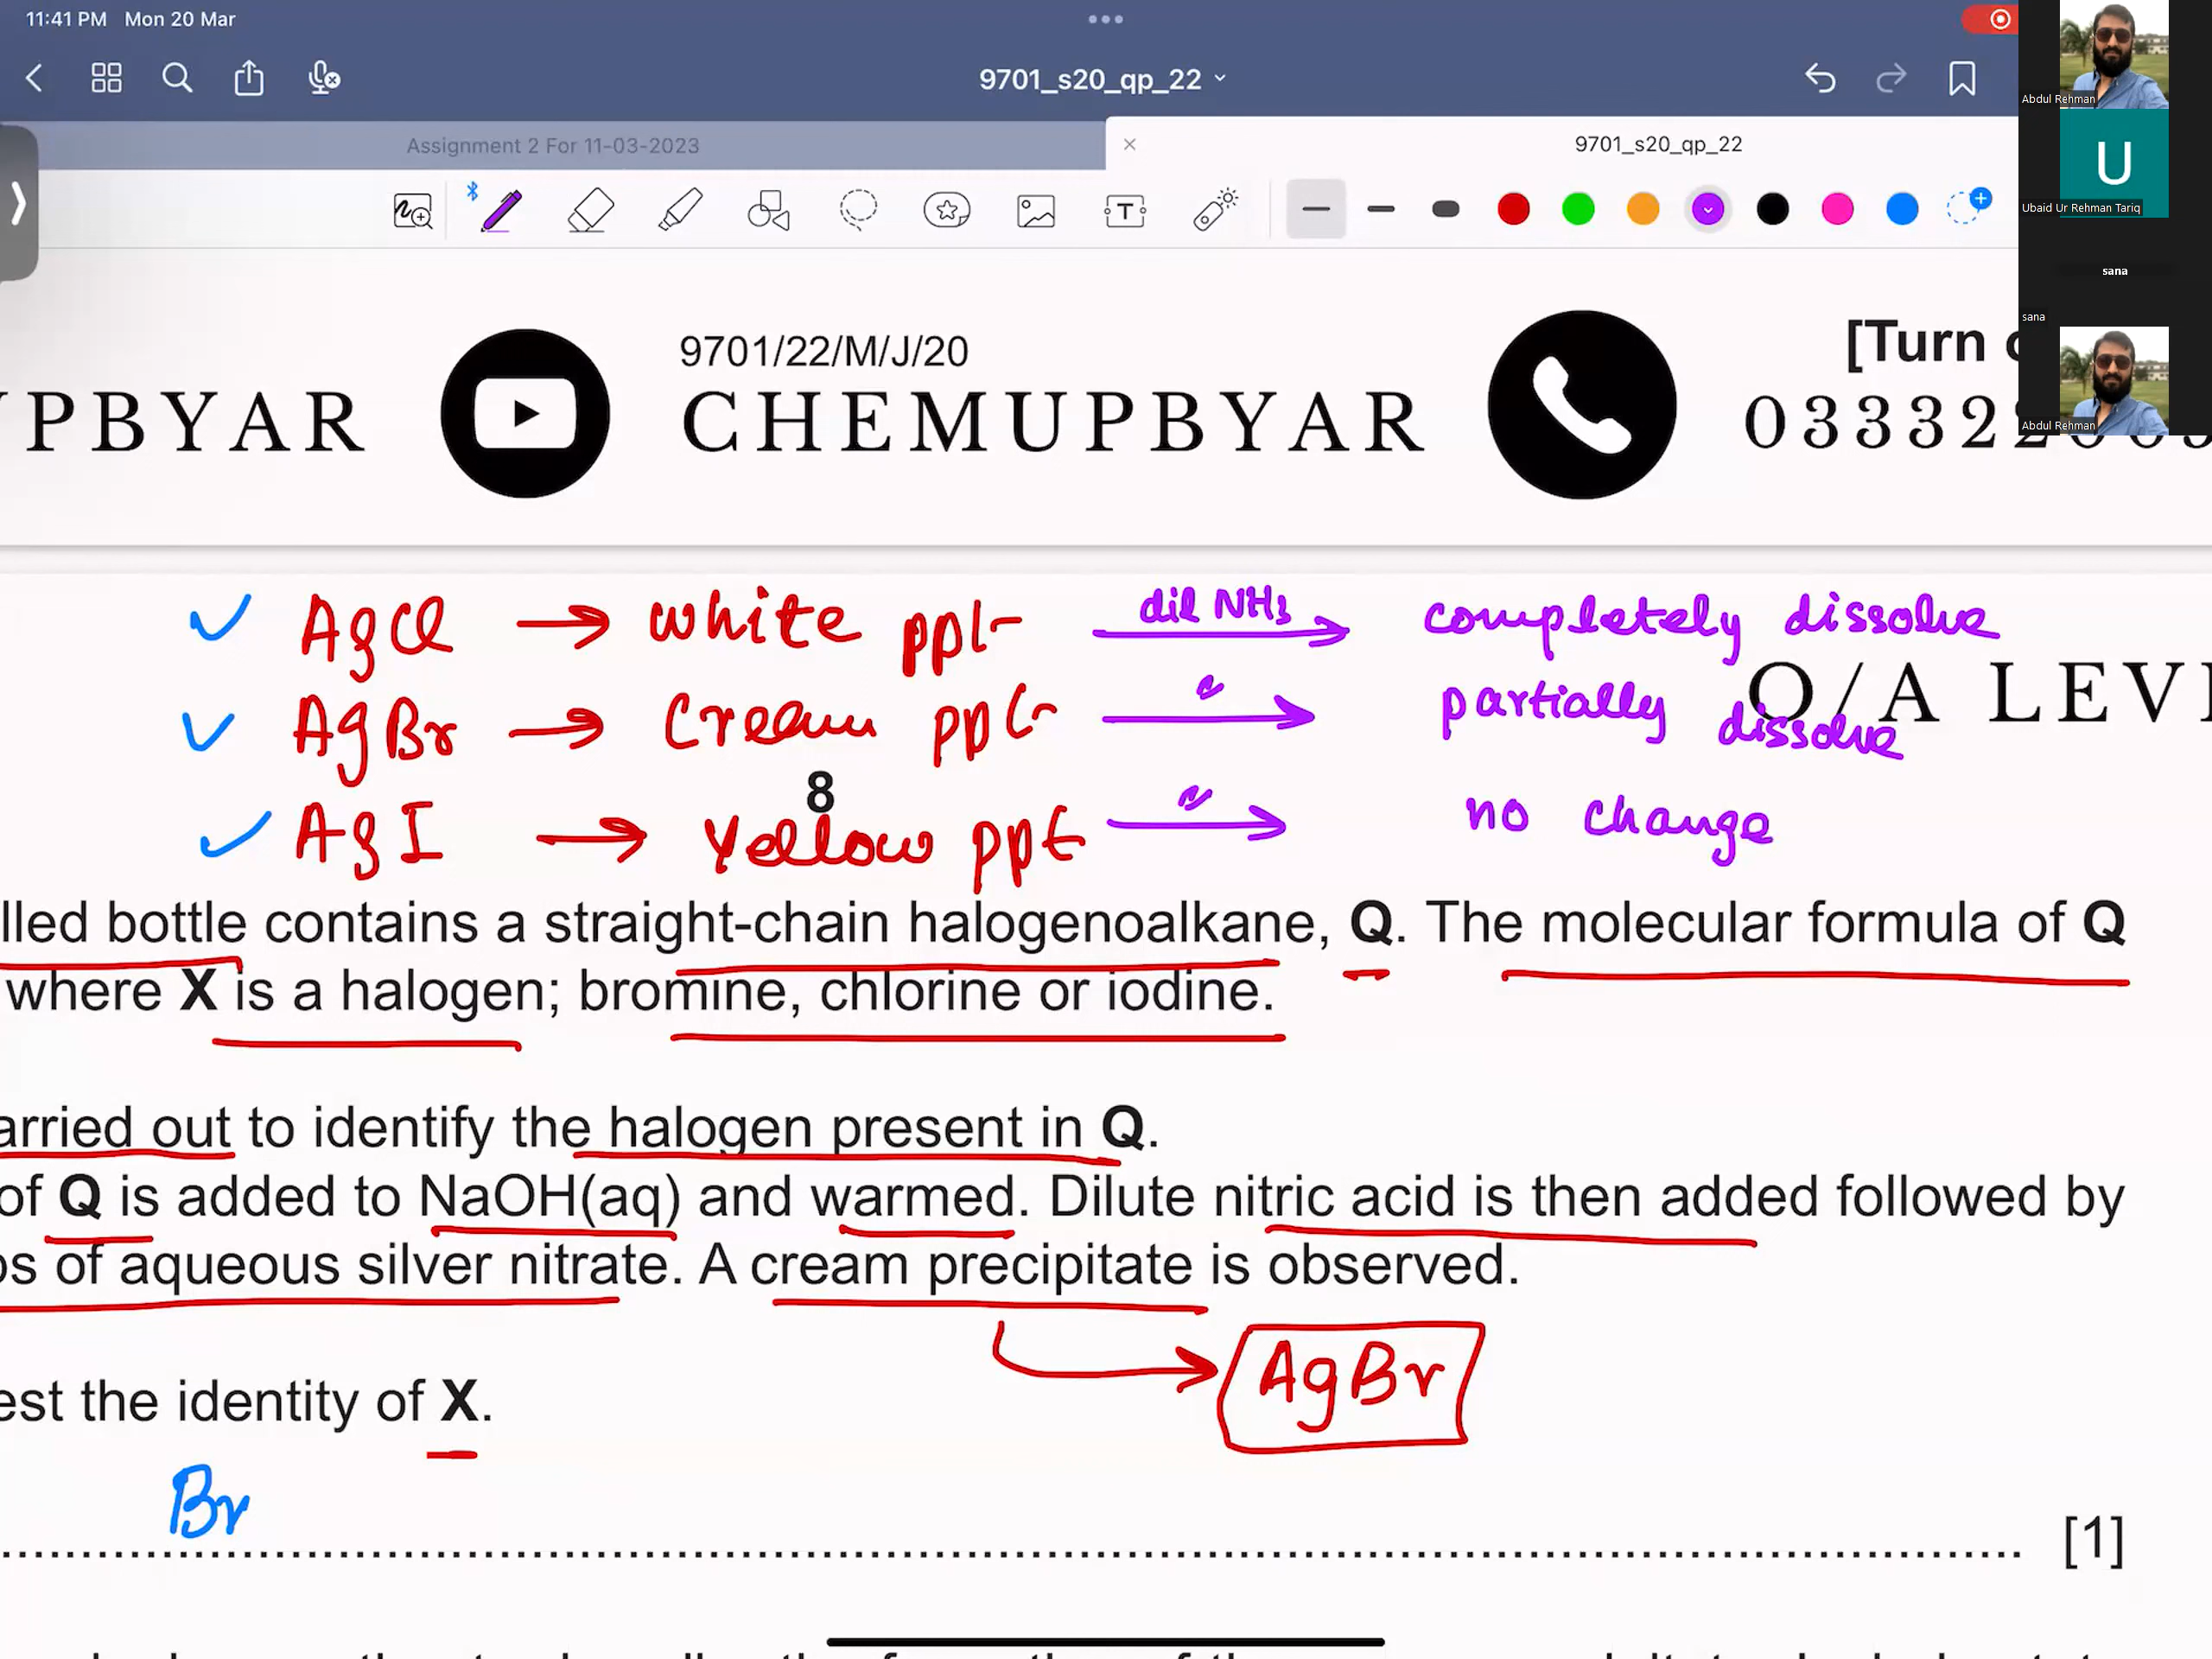 11:41 PM Mon 20 Mar
9701_s20_qp_22
Abdul Rehman
Assignment 2 For 11-03-2023
9701_s20_qp_22
U
Ubaid Ur Rehman Tariq
T
sana
sana
9701/22/M/J/20
[Turn
PBYAR
CHEMUPBYAR
03332
Abdul Rehman
AgCl → white ppt dil NH3 completely dissolve
O/A LEV
AgBr → cream ppt " partially dissolve
8
AgI → Yellow ppt " no change
lled bottle contains a straight-chain halogenoalkane, Q. The molecular formula of Q
where X is a halogen; bromine, chlorine or iodine.
arried out to identify the halogen present in Q.
of Q is added to NaOH(aq) and warmed. Dilute nitric acid is then added followed by
os of aqueous silver nitrate. A cream precipitate is observed.
AgBr
est the identity of X.
Br
[1]